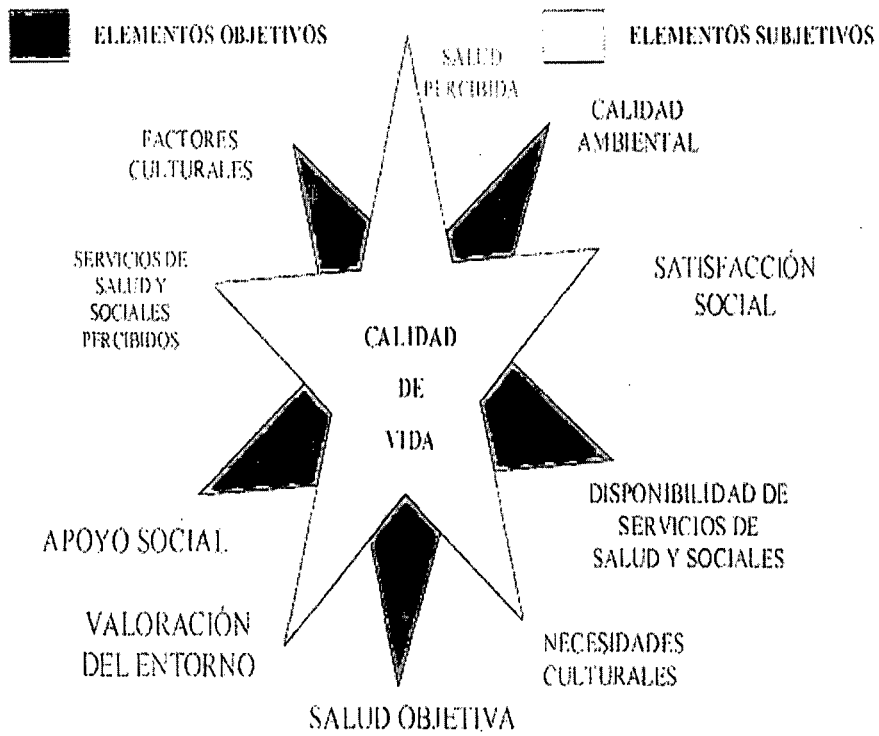 ELEMENTOS OBJETIVOS
ELEMENTOS SUBJETIVOS
SALUD
PERCIBIDA
CALIDAD
AMBIENTAL
FACTORES
CULTURALES
SERVICIOS DE
SALUD Y
SOCIALES
PERCIBIDOS
SATISFACCIÓN
SOCIAL
CALIDAD
DE
VIDA
DISPONIBILIDAD DE
SERVICIOS DE
SALUD Y SOCIALES
APOYO SOCIAL
VALORACIÓN
DEL ENTORNO
NECESIDADES
CULTURALES
SALUD OBJETIVA